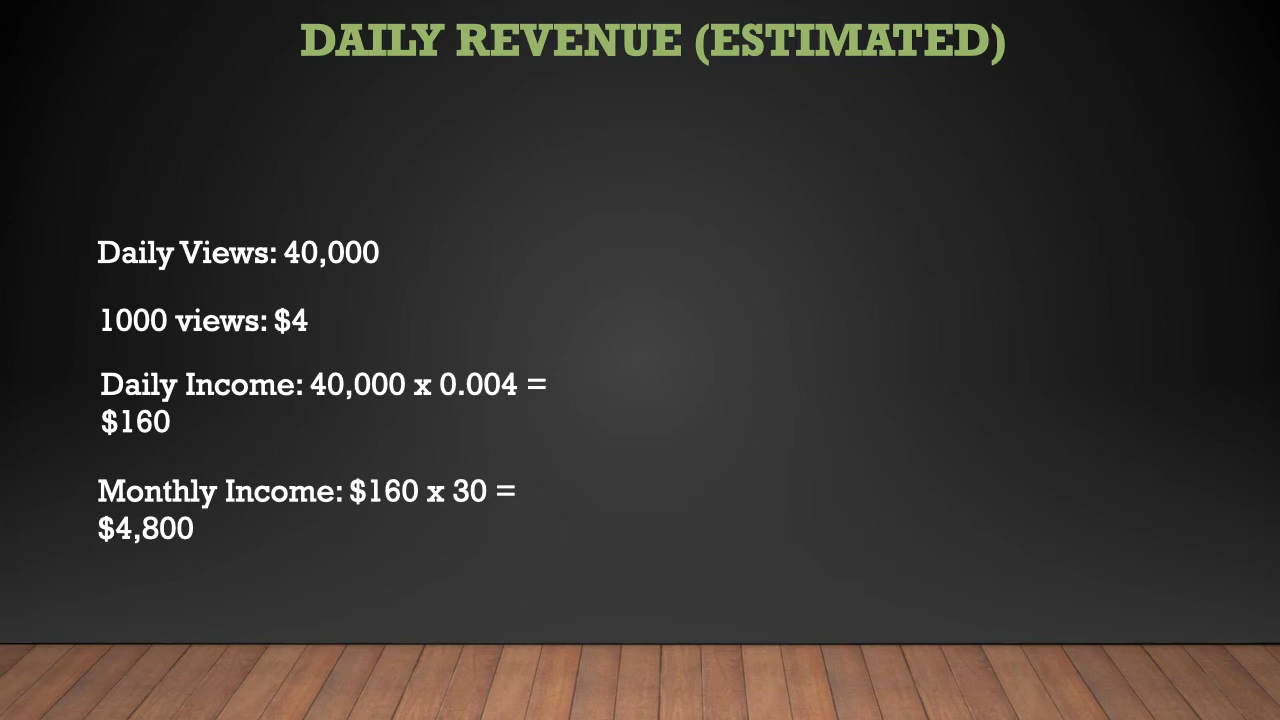 DAILY REVENUE (ESTIMATED)
Daily Views: 40,000
1000 views: $4
Daily Income: 40,000 x 0.004 =
$160
Monthly Income: $160 x 30 =
$4,800